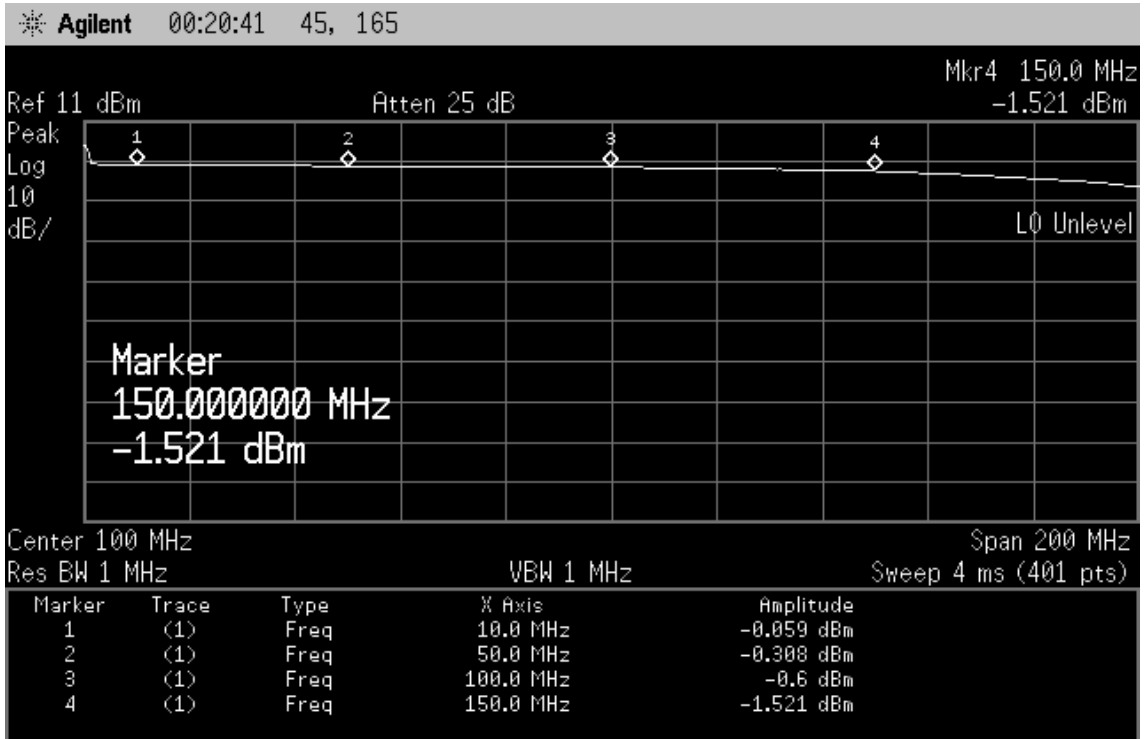 Agilent 00:20:41 45, 165
Mkr4 150.0 MHz
Ref 11 dBm Atten 25 dB -1.521 dBm
Peak
Log
10
dB/
1 2 3 4
LO Unlevel
Marker
150.000000 MHz
-1.521 dBm
Center 100 MHz Span 200 MHz
Res BW 1 MHz VBW 1 MHz Sweep 4 ms (401 pts)
Marker Trace Type X Axis Amplitude
1 (1) Freq 10.0 MHz -0.059 dBm
2 (1) Freq 50.0 MHz -0.308 dBm
3 (1) Freq 100.0 MHz -0.6 dBm
4 (1) Freq 150.0 MHz -1.521 dBm